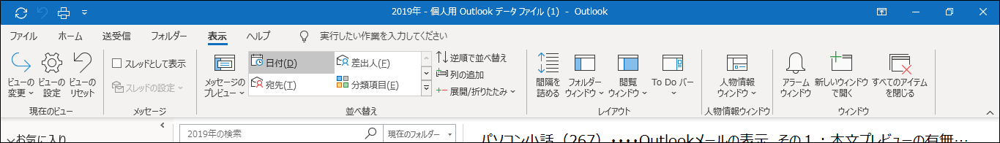 2019年 - 個人用 Outlook データ ファイル (1) - Outlook
ファイル ホーム 送受信 フォルダー 表示 ヘルプ 実行したい作業を入力してください
ビューの変更
ビューの設定
ビューのリセット
現在のビュー
スレッドとして表示
スレッドの設定
メッセージ
メッセージのプレビュー
日付(D)
差出人(F)
宛先(T)
分類項目(E)
逆順で並べ替え
列の追加
展開/折りたたみ
並べ替え
間隔を詰める
フォルダーウィンドウ
閲覧ウィンドウ
To Do バー
レイアウト
人物情報ウィンドウ
人物情報ウィンドウ
アラームウィンドウ
新しいウィンドウで開く
すべてのアイテムを閉じる
ウィンドウ
お気に入り
2019年の検索
現在のフォルダー
パソコン小話（267）････Outlookメールの表示 その１：本文プレビューの有無…